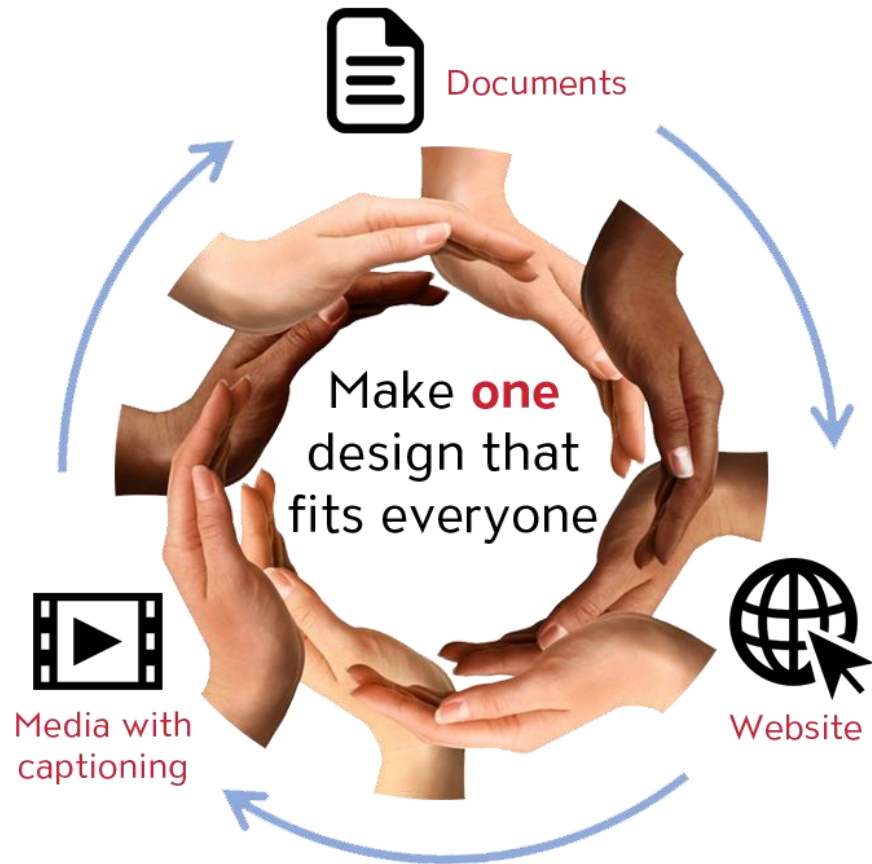 Documents
Make one
design that
fits everyone
Website
Media with
captioning